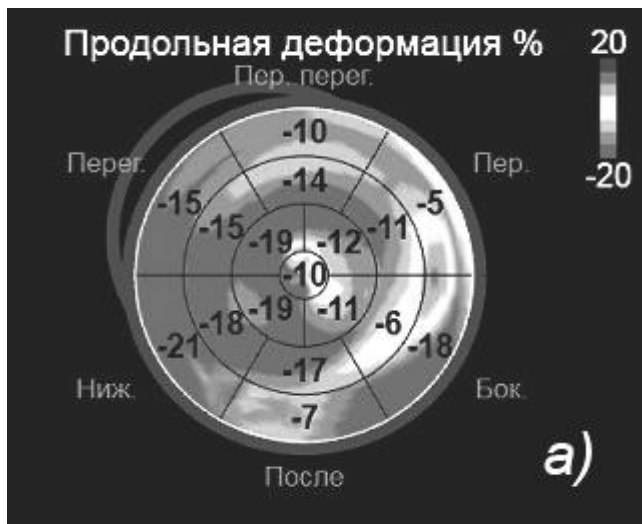 Продольная деформация %
20
Пер. перег.
-10
Перег.
Пер.
-20
-14
-15
-5
-15
-11
-19
-12
-10
-19
-11
-18
-6
-21
-18
-17
Ниж.
-7
Бок.
После
а)